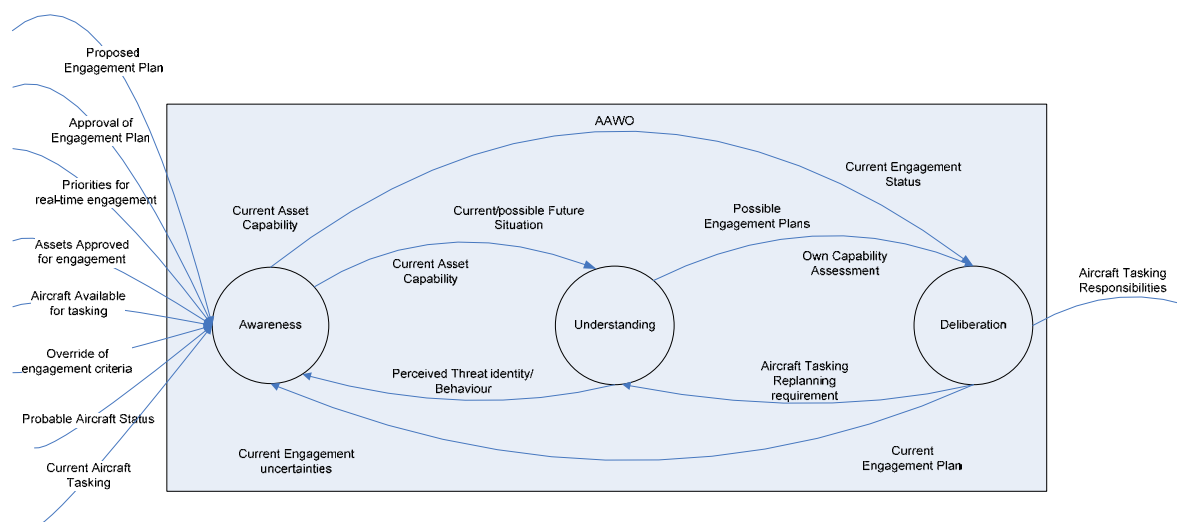 Proposed
Engagement Plan
Approval of
Engagement Plan
Priorities for
real-time engagement
Assets Approved
for engagement
Aircraft Available
for tasking
Override of
engagement criteria
Probable Aircraft Status
Current Aircraft
Tasking
AAWO
Current Asset
Capability
Current/possible Future
Situation
Current Asset
Capability
Possible
Engagement Plans
Current Engagement
Status
Own Capability
Assessment
Awareness
Understanding
Deliberation
Perceived Threat identity/
Behaviour
Aircraft Tasking
Replanning
requirement
Current Engagement
uncertainties
Current
Engagement Plan
Aircraft Tasking
Responsibilities